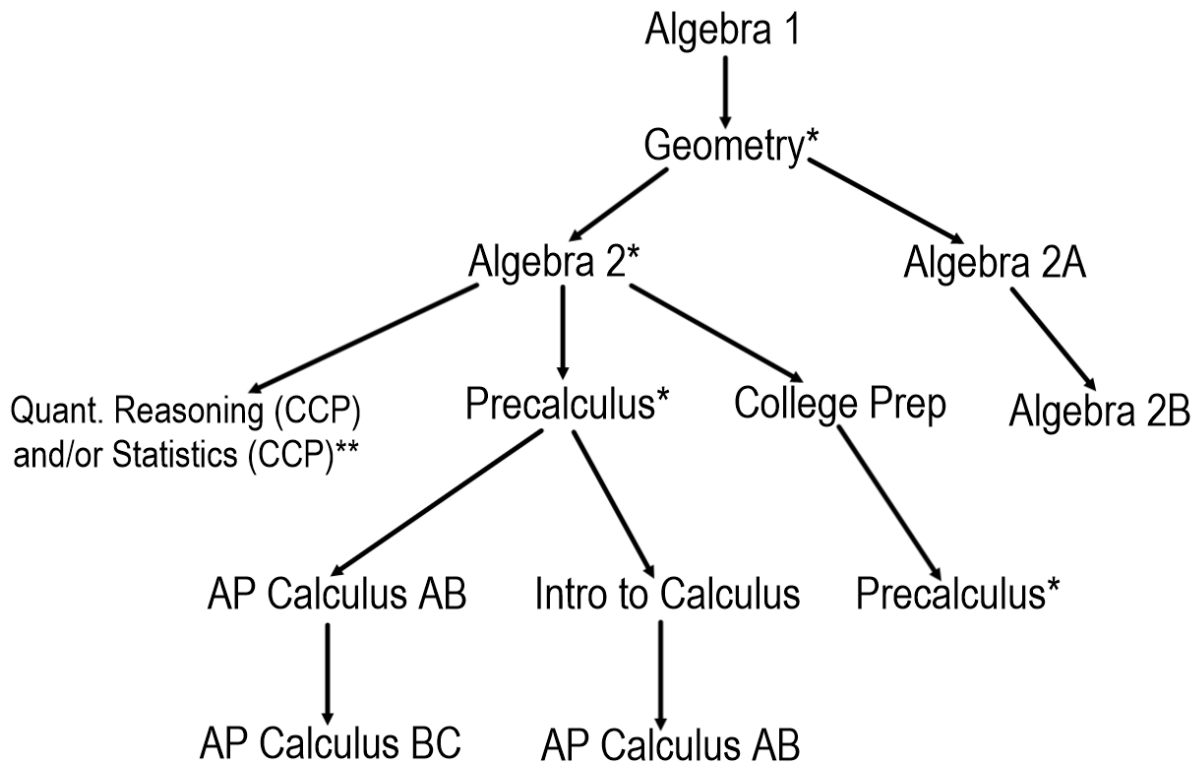 Algebra 1
Geometry*
Algebra 2*
Algebra 2A
Quant. Reasoning (CCP)
and/or Statistics (CCP)**
Precalculus*
College Prep
Algebra 2B
AP Calculus AB
Intro to Calculus
Precalculus*
AP Calculus BC
AP Calculus AB